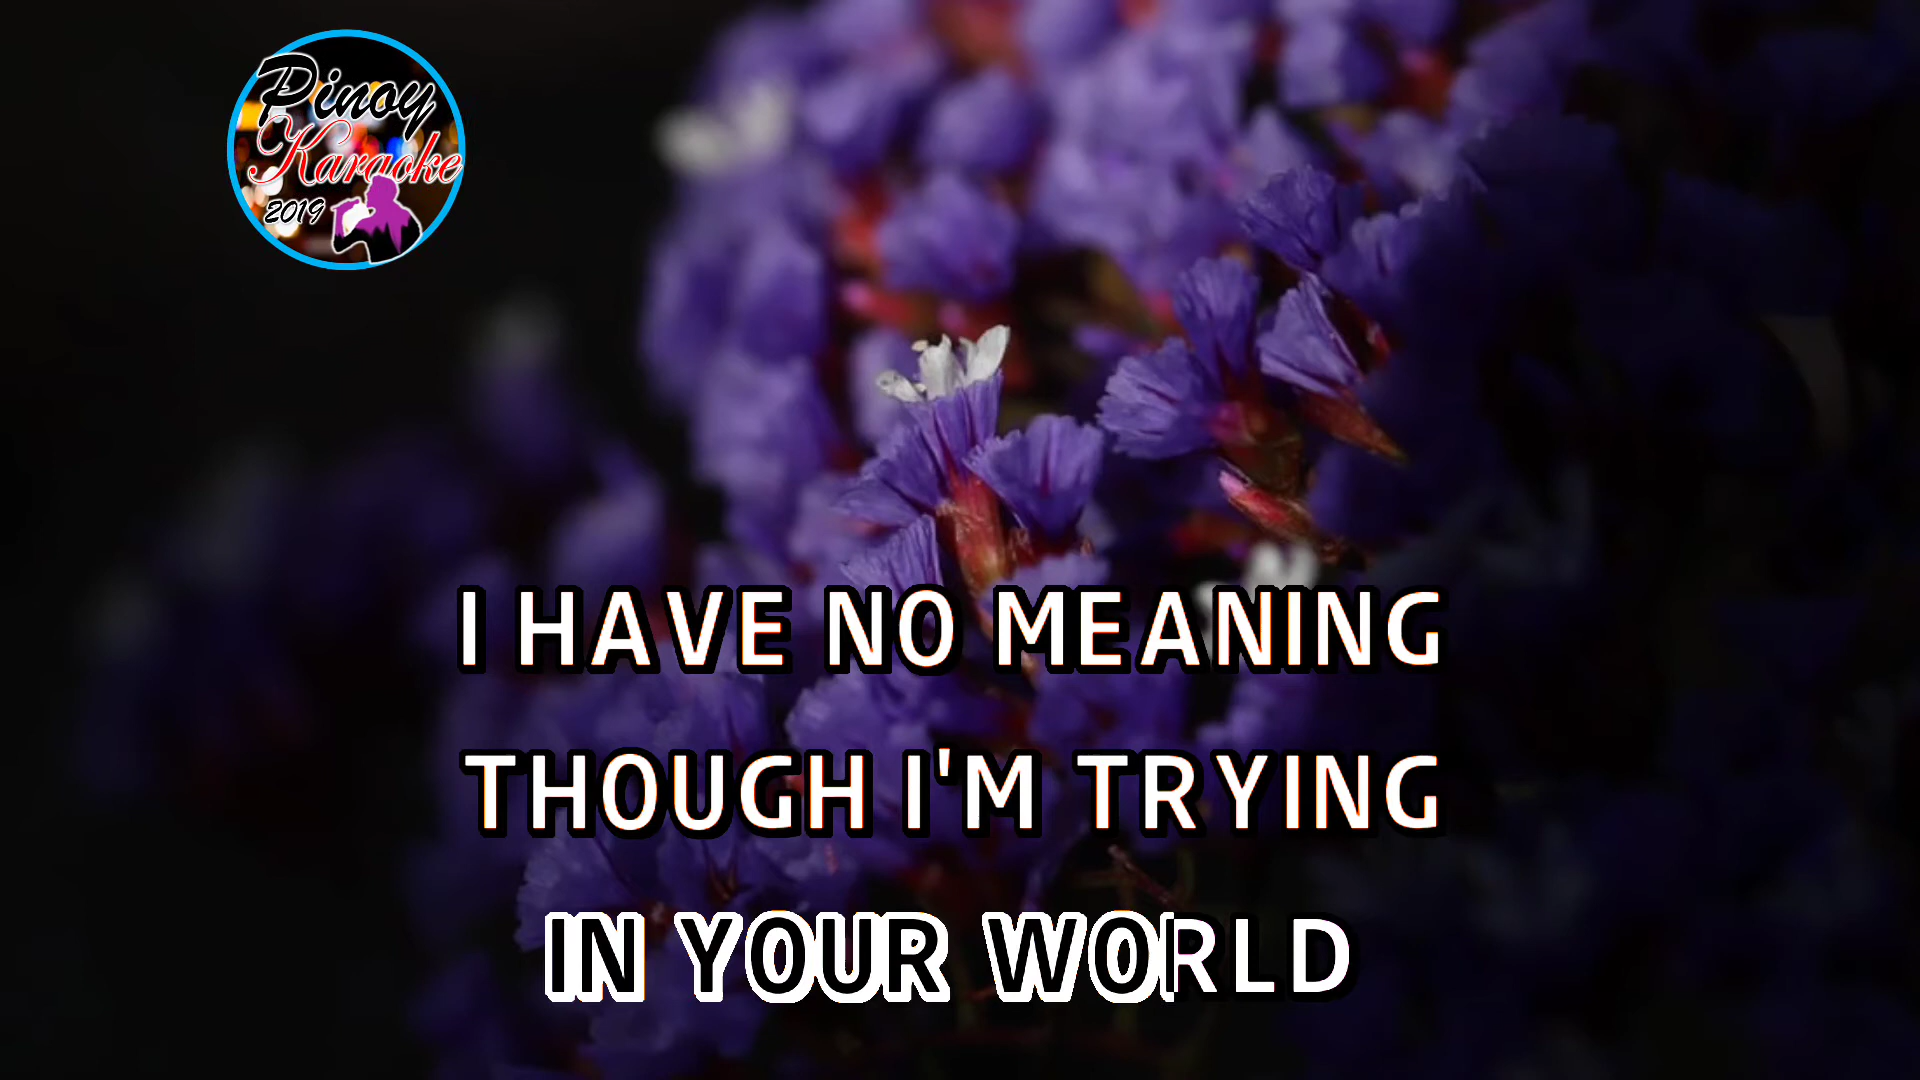 Pinoy
Karaoke
2019
I HAVE NO MEANING
THOUGH I'M TRYING
IN YOUR WORLD